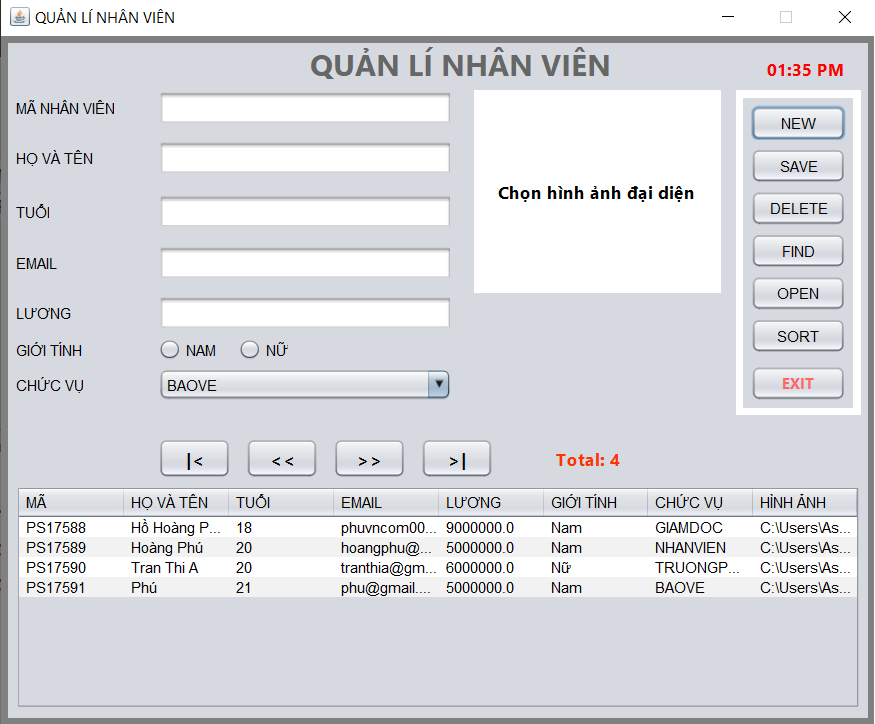 QUẢN LÍ NHÂN VIÊN
QUẢN LÍ NHÂN VIÊN
01:35 PM
MÃ NHÂN VIÊN
HỌ VÀ TÊN
TUỔI
EMAIL
LƯƠNG
GIỚI TÍNH
NAM NỮ
CHỨC VỤ
BAOVE
Chọn hình ảnh đại diện
NEW
SAVE
DELETE
FIND
OPEN
SORT
EXIT
|< << >> >|
Total: 4
MÃ HỌ VÀ TÊN TUỔI EMAIL LƯƠNG GIỚI TÍNH CHỨC VỤ HÌNH ẢNH
PS17588 Hồ Hoàng P... 18 phuvncom00... 9000000.0 Nam GIAMDOC C:\Users\As...
PS17589 Hoàng Phú 20 hoangphu@... 5000000.0 Nam NHANVIEN C:\Users\As...
PS17590 Tran Thi A 20 tranthia@gm... 6000000.0 Nữ TRUONGP... C:\Users\As...
PS17591 Phú 21 phu@gmail.... 5000000.0 Nam BAOVE C:\Users\As...